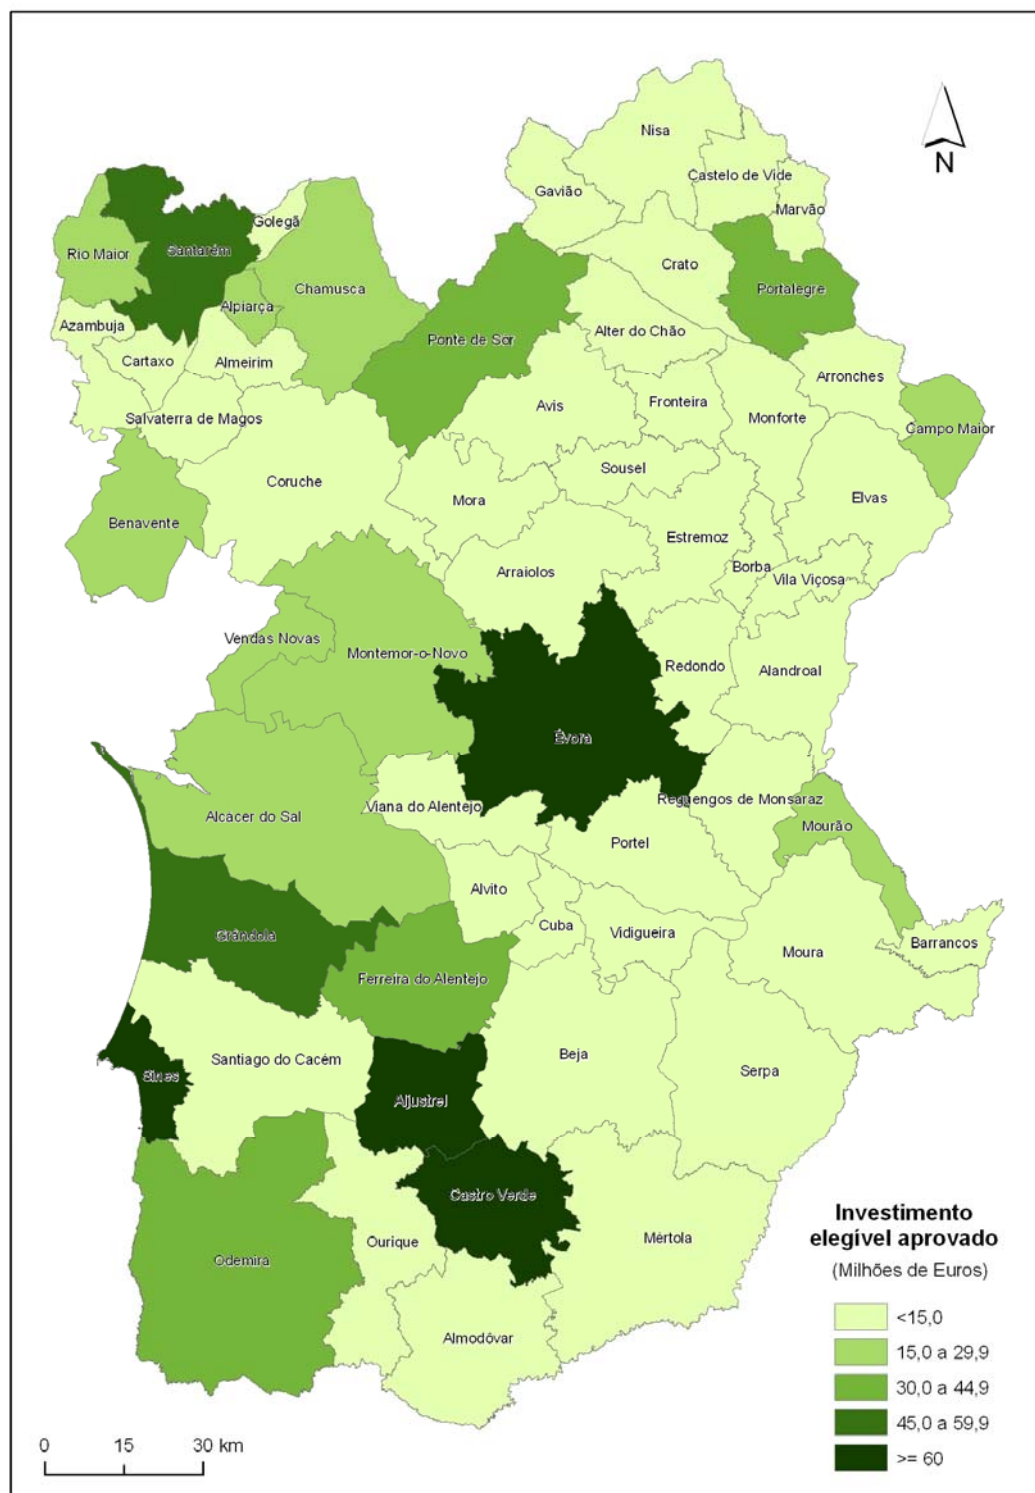 Nisa
N
Castelo de Vide
Gavião
Marvão
Golegã
Santarém
Rio Maior
Crato
Chamusca
Portalegre
Alpiarça
Azambuja
Alter do Chão
Ponte de Sor
Cartaxo
Almeirim
Arronches
Fronteira
Avis
Monforte
Salvaterra de Magos
Campo Maior
Sousel
Coruche
Mora
Elvas
Benavente
Estremoz
Borba
Arraiolos
Vila Viçosa
Vendas Novas
Montemor-o-Novo
Redondo
Alandroal
Évora
Reguengos de Monsaraz
Viana do Alentejo
Alcácer do Sal
Mourão
Portel
Alvito
Cuba
Vidigueira
Grândola
Barrancos
Moura
Ferreira do Alentejo
Beja
Santiago do Cacém
Serpa
Sines
Aljustrel
Castro Verde
Mértola
Ourique
Odemira
Almodôvar
Investimento
elegível aprovado
(Milhões de Euros)
<15,0
15,0 a 29,9
30,0 a 44,9
45,0 a 59,9
>= 60
0 15 30 km